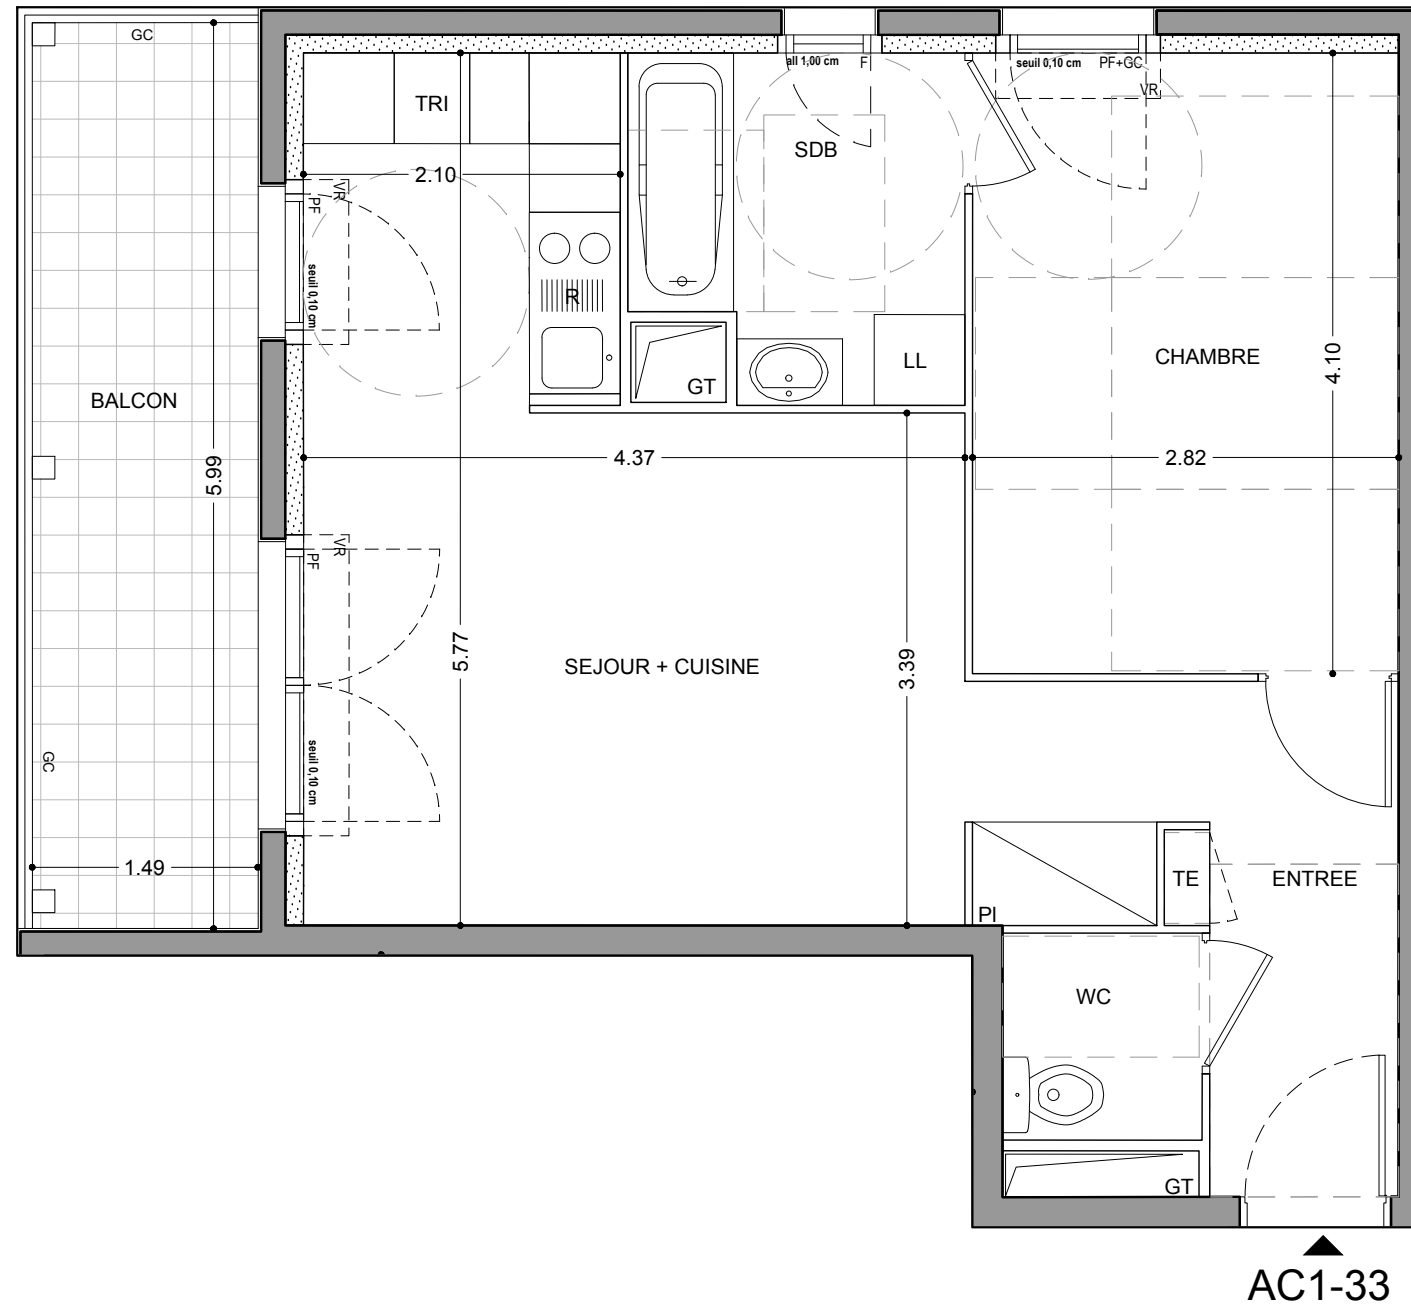 GC
all 1,00 cm
F
seuil 0,10 cm
PF+GC
VR
TRI
SDB
2.10
VR
PF
seuil 0,10 cm
R
GT
LL
CHAMBRE
4.10
BALCON
5.99
4.37
2.82
VR
PF
5.77
SEJOUR + CUISINE
3.39
GC
seuil 0,10 cm
1.49
TE
ENTREE
PI
WC
GT
AC1-33